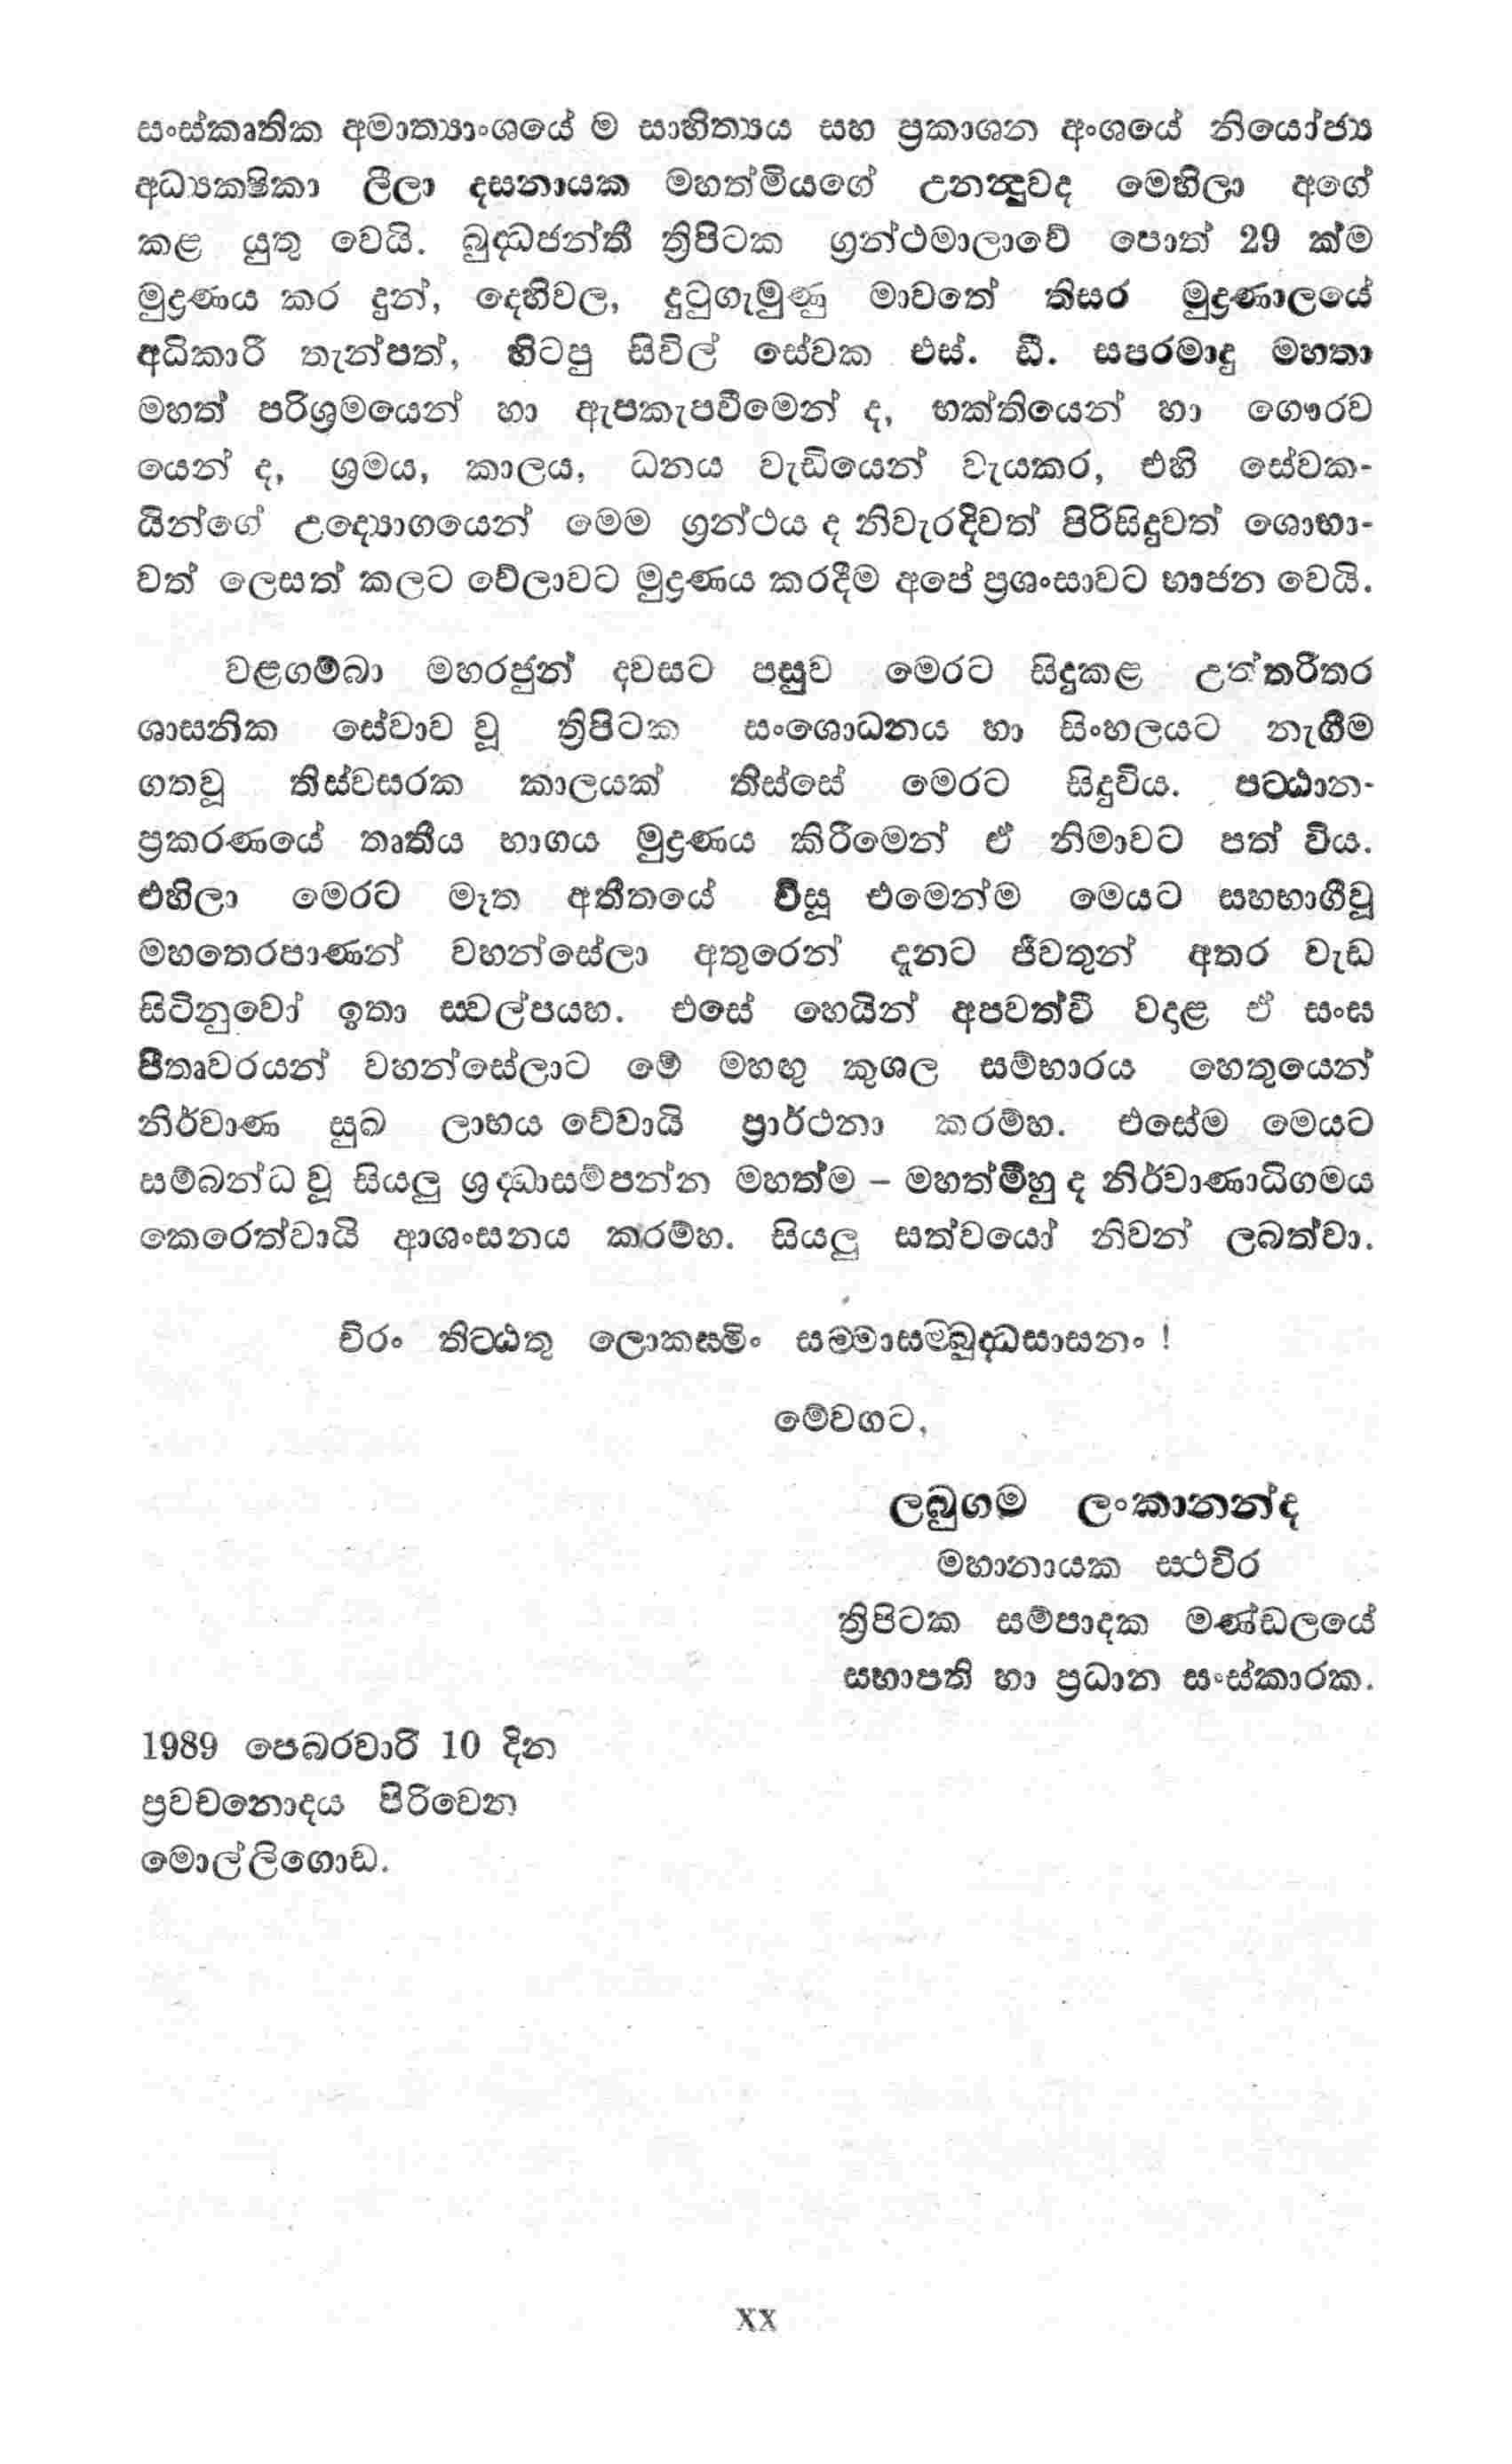 සංස්කෘතික අමාත්‍යාංශයේ ම සාහිත්‍යය සහ ප්‍රකාශන අංශයේ නියෝජ්‍ය
අධ්‍යක්‍ෂිකා ලීලා දසනායක මහත්මියගේ උනන්‍දුවද මෙහිලා අගේ
කළ යුතු වෙයි. බුද්‍ධජන්ති ත්‍රිපිටක ග්‍රන්ථමාලාවේ පොත් 29 ක්ම
මුද්‍රණය කර දුන්, දෙහිවල, දුටුගැමුණු මාවතේ තිසර මුද්‍රණාලයේ
අධිකාරී තැන්පත්, හිටපු සිවිල් සේවක එස්. ඩී. සපරමාදු මහතා
මහත් පරිශ්‍රමයෙන් හා ඇපකැපවීමෙන් ද, භක්තියෙන් හා ගෞරව
යෙන් ද, ශ්‍රමය, කාලය, ධනය වැඩියෙන් වැයකර, එහි සේවක-
යින්ගේ උද්‍යොගයෙන් මෙම ග්‍රන්ථය ද නිවැරදිවත් පිරිසිදුවත් ශොභා-
වත් ලෙසත් කලට වේලාවට මුද්‍රණය කරදීම අපේ ප්‍රශංසාවට භාජන වෙයි.
වළගම්බා මහරජුන් දවසට පසුව මෙරට සිදුකළ උත්තරීතර
ශාසනික සේවාව වූ ත්‍රිපිටක සංශොධනය හා සිංහලයට නැගීම
ගතවූ තිස්වසරක කාලයක් තිස්සේ මෙරට සිදුවිය. පට්‍ඨාන-
ප්‍රකරණයේ තෘතීය භාගය මුද්‍රණය කිරීමෙන් ඒ නිමාවට පත් විය.
එහිලා මෙරට මෑත අතීතයේ විසූ එමෙන්ම මෙයට සහභාගීවූ
මහතෙරපාණන් වහන්සේලා අතුරෙන් දැනට ජීවතුන් අතර වැඩ
සිටිනුවෝ ඉතා ස්‍වල්පයහ. එසේ හෙයින් අපවත්වී වදාළ ඒ සංඝ
පීතෘවරයන් වහන්සේලාට මේ මහඟු කුශල සම්භාරය හෙතුයෙන්
නිර්වාණ සුඛ ලාභය වේවායි ප්‍රාර්ථනා කරම්හ. එසේම මෙයට
සම්බන්ධ වූ සියලු ශ්‍රද්‍ධාසම්පන්න මහත්ම – මහත්මීහු ද නිර්වාණාධිගමය
කෙරෙත්වායි ආශංසනය කරම්හ. සියලු සත්වයෝ නිවන් ලබත්වා.
චිරං තිට්‍ඨතු ලොකස්‍මිං සම්‍මාසම්‍බුද්‍ධසාසනං !
මේවගට,
ලබුගම ලංකානන්ද
මහානායක ස්‍ථවිර
ත්‍රිපිටක සම්පාදක මණ්ඩලයේ
සභාපති හා ප්‍රධාන සංස්කාරක.
1989 පෙබරවාරි 10 දින
ප්‍රවචනොදය පිරිවෙන
මොල්ලිගොඩ.
XX